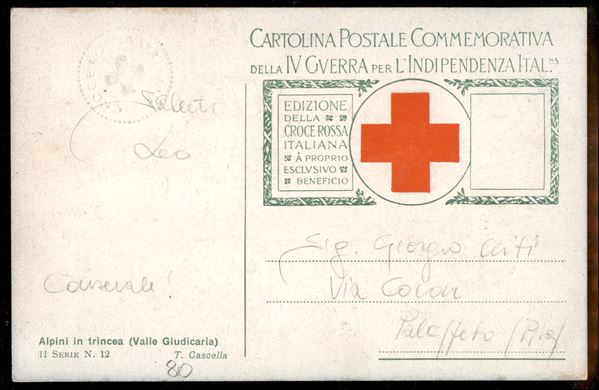 CARTOLINA POSTALE COMMEMORATIVA
DELLA IV GVERRA PER L'INDIPENDENZA ITAL.NA
EDIZIONE
DELLA
CROCE ROSSA
ITALIANA
A PROPRIO
ESCLVSIVO
BENEFICIO
Saluti
Leo
Conservale!
Sig. Giorgio
Via
Alpini in trincea (Valle Giudicaria)
II SERIE N. 12 T. Cascella
80